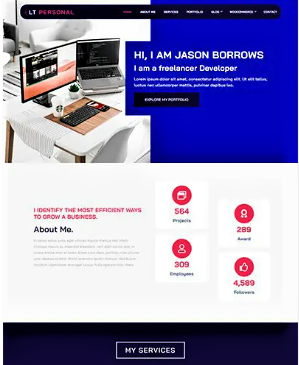 LT PERSONAL
HOME ABOUT ME SERVICES PORTFOLIO BLOG WOOCOMMERCE CONTACT
HI, I AM JASON BORROWS
I am a freelancer Developer
Lorem ipsum dolor sit amet, consectetur adipiscing elit. Ut elit tellus,
luctus nec ullamcorper mattis, pulvinar dapibus leo.
EXPLORE MY PORTFOLIO
I IDENTIFY THE MOST EFFICIENT WAYS
TO GROW A BUSINESS.
About Me.
564
Projects
309
Employees
289
Award
4,589
Followers
MY SERVICES